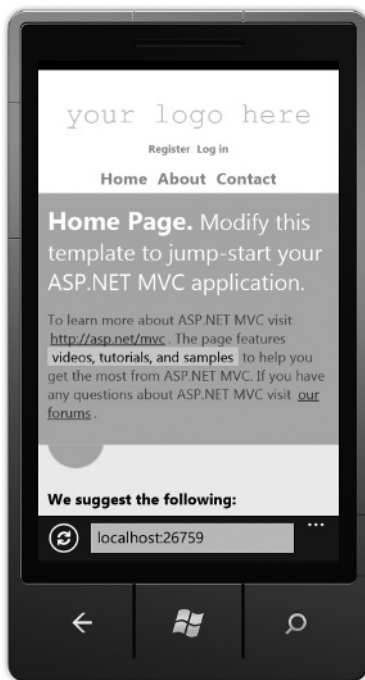 your logo here
Register Log in
Home About Contact
Home Page. Modify this
template to jump-start your
ASP.NET MVC application.
To learn more about ASP.NET MVC visit
http://asp.net/mvc . The page features
videos, tutorials, and samples to help you
get the most from ASP.NET MVC. If you have
any questions about ASP.NET MVC visit our
forums .
We suggest the following:
localhost:26759